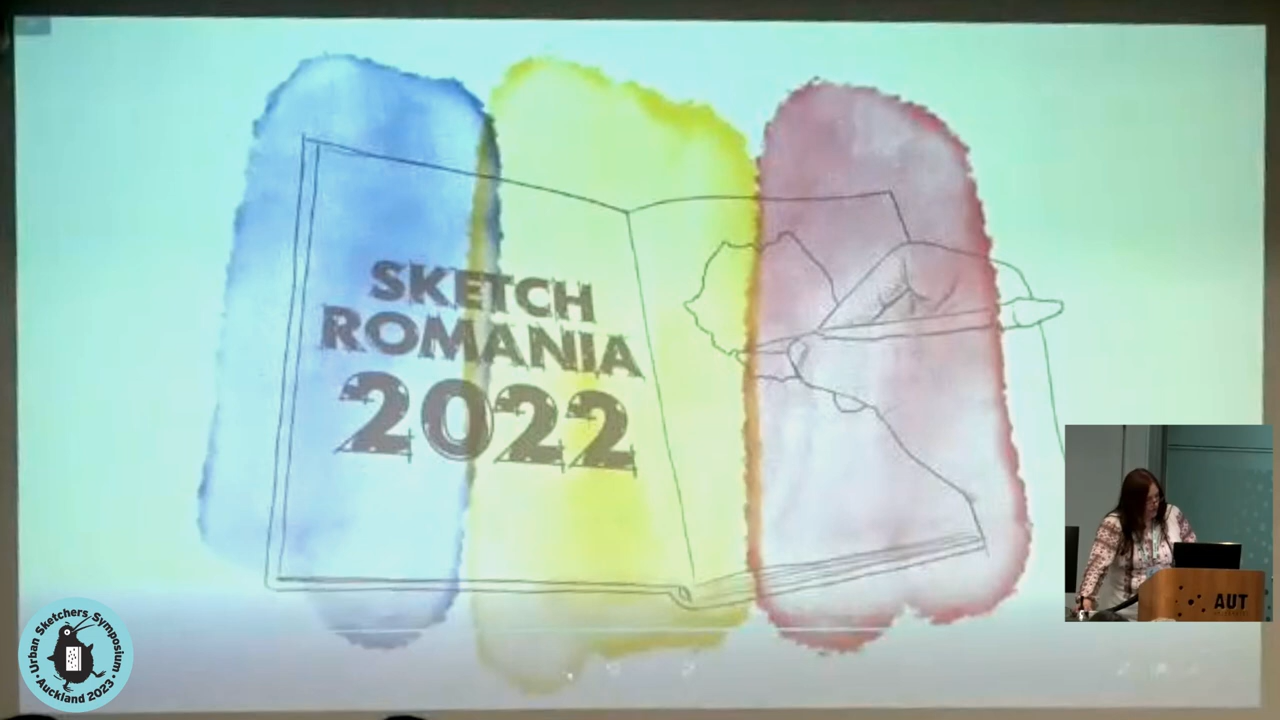 SKETCH
ROMANIA
2022
AUT
Urban Sketchers Symposium
Auckland 2023